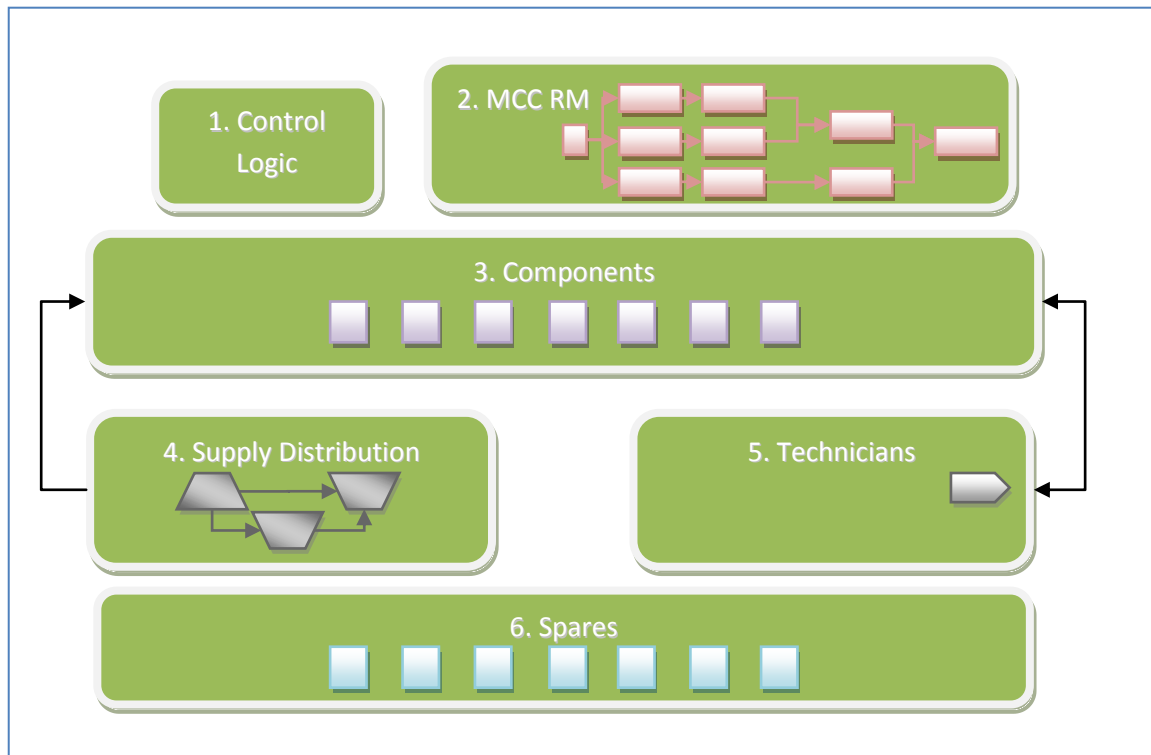 1. Control
Logic
2. MCC RM
3. Components
4. Supply Distribution
5. Technicians
6. Spares